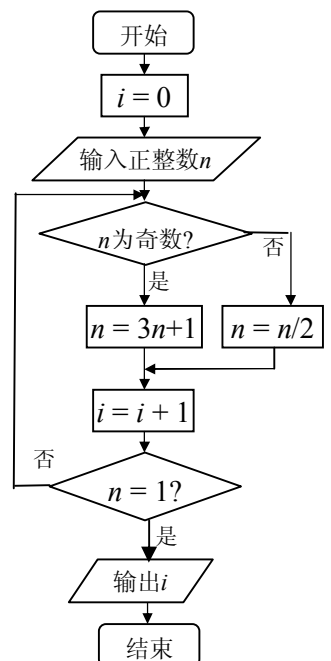 开始
i = 0
输入正整数n
n为奇数?
否
是
n = 3n+1
n = n/2
i = i + 1
否
n = 1?
是
输出i
结束